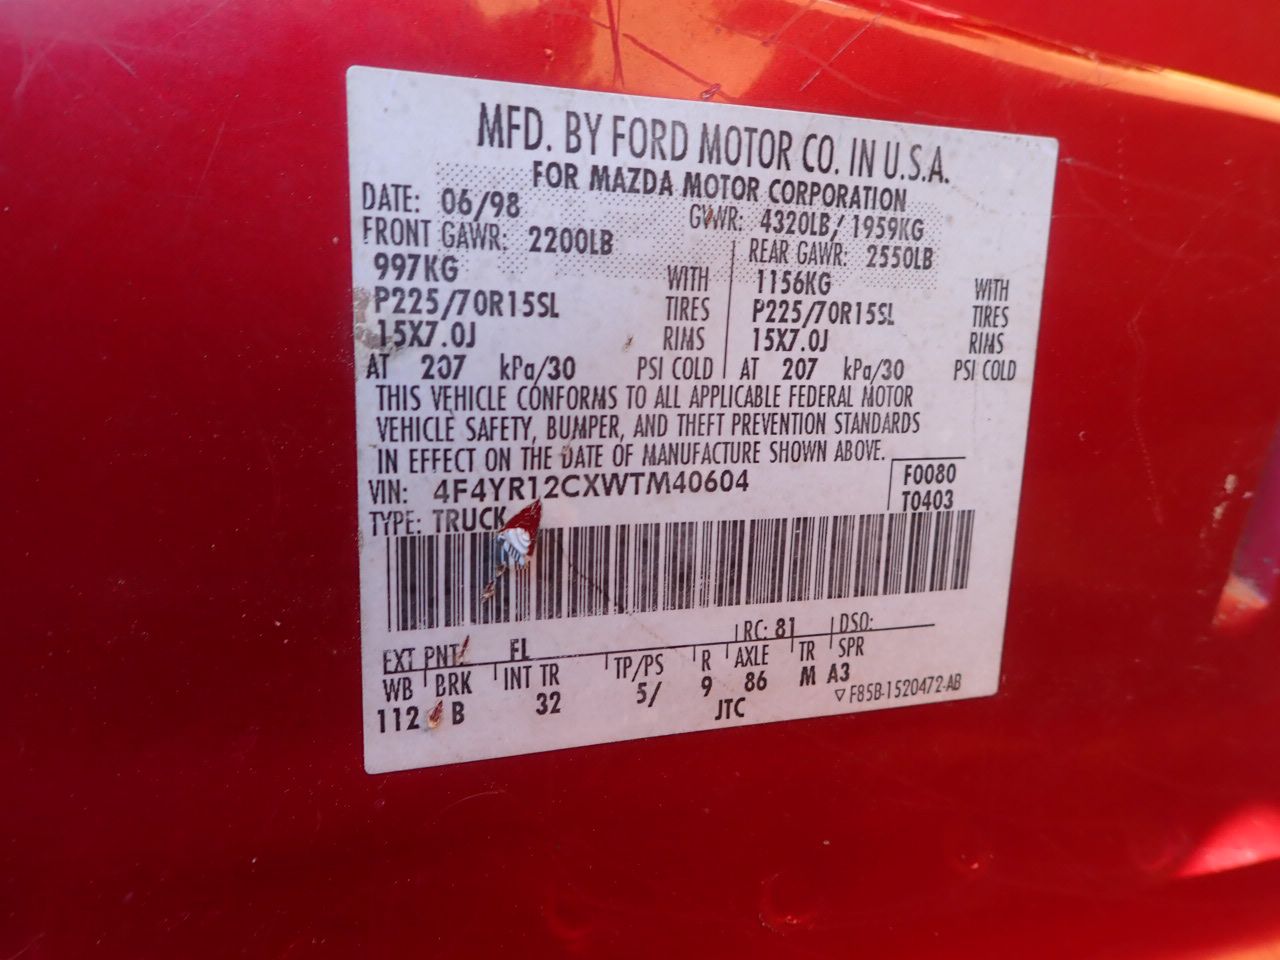 MFD. BY FORD MOTOR CO. IN U.S.A.
FOR MAZDA MOTOR CORPORATION
DATE: 06/98 GVWR: 4320LB/ 1959KG
FRONT GAWR: 2200LB REAR GAWR: 2550LB
997KG WITH 1156KG WITH
P225/70R15SL TIRES P225/70R15SL TIRES
15X7.0J RIMS 15X7.0J RIMS
AT 207 kPa/30 PSI COLD AT 207 kPa/30 PSI COLD
THIS VEHICLE CONFORMS TO ALL APPLICABLE FEDERAL MOTOR
VEHICLE SAFETY, BUMPER, AND THEFT PREVENTION STANDARDS
IN EFFECT ON THE DATE OF MANUFACTURE SHOWN ABOVE.
VIN: 4F4YR12CXWTM40604 F0080
TYPE: TRUCK T0403
EXT PNT: FL RC: 81 DSO:
WB BRK INT TR TP/PS R AXLE TR SPR
112 B 32 5/ 9 86 M A3
JTC ▽F85B-1520472-AB